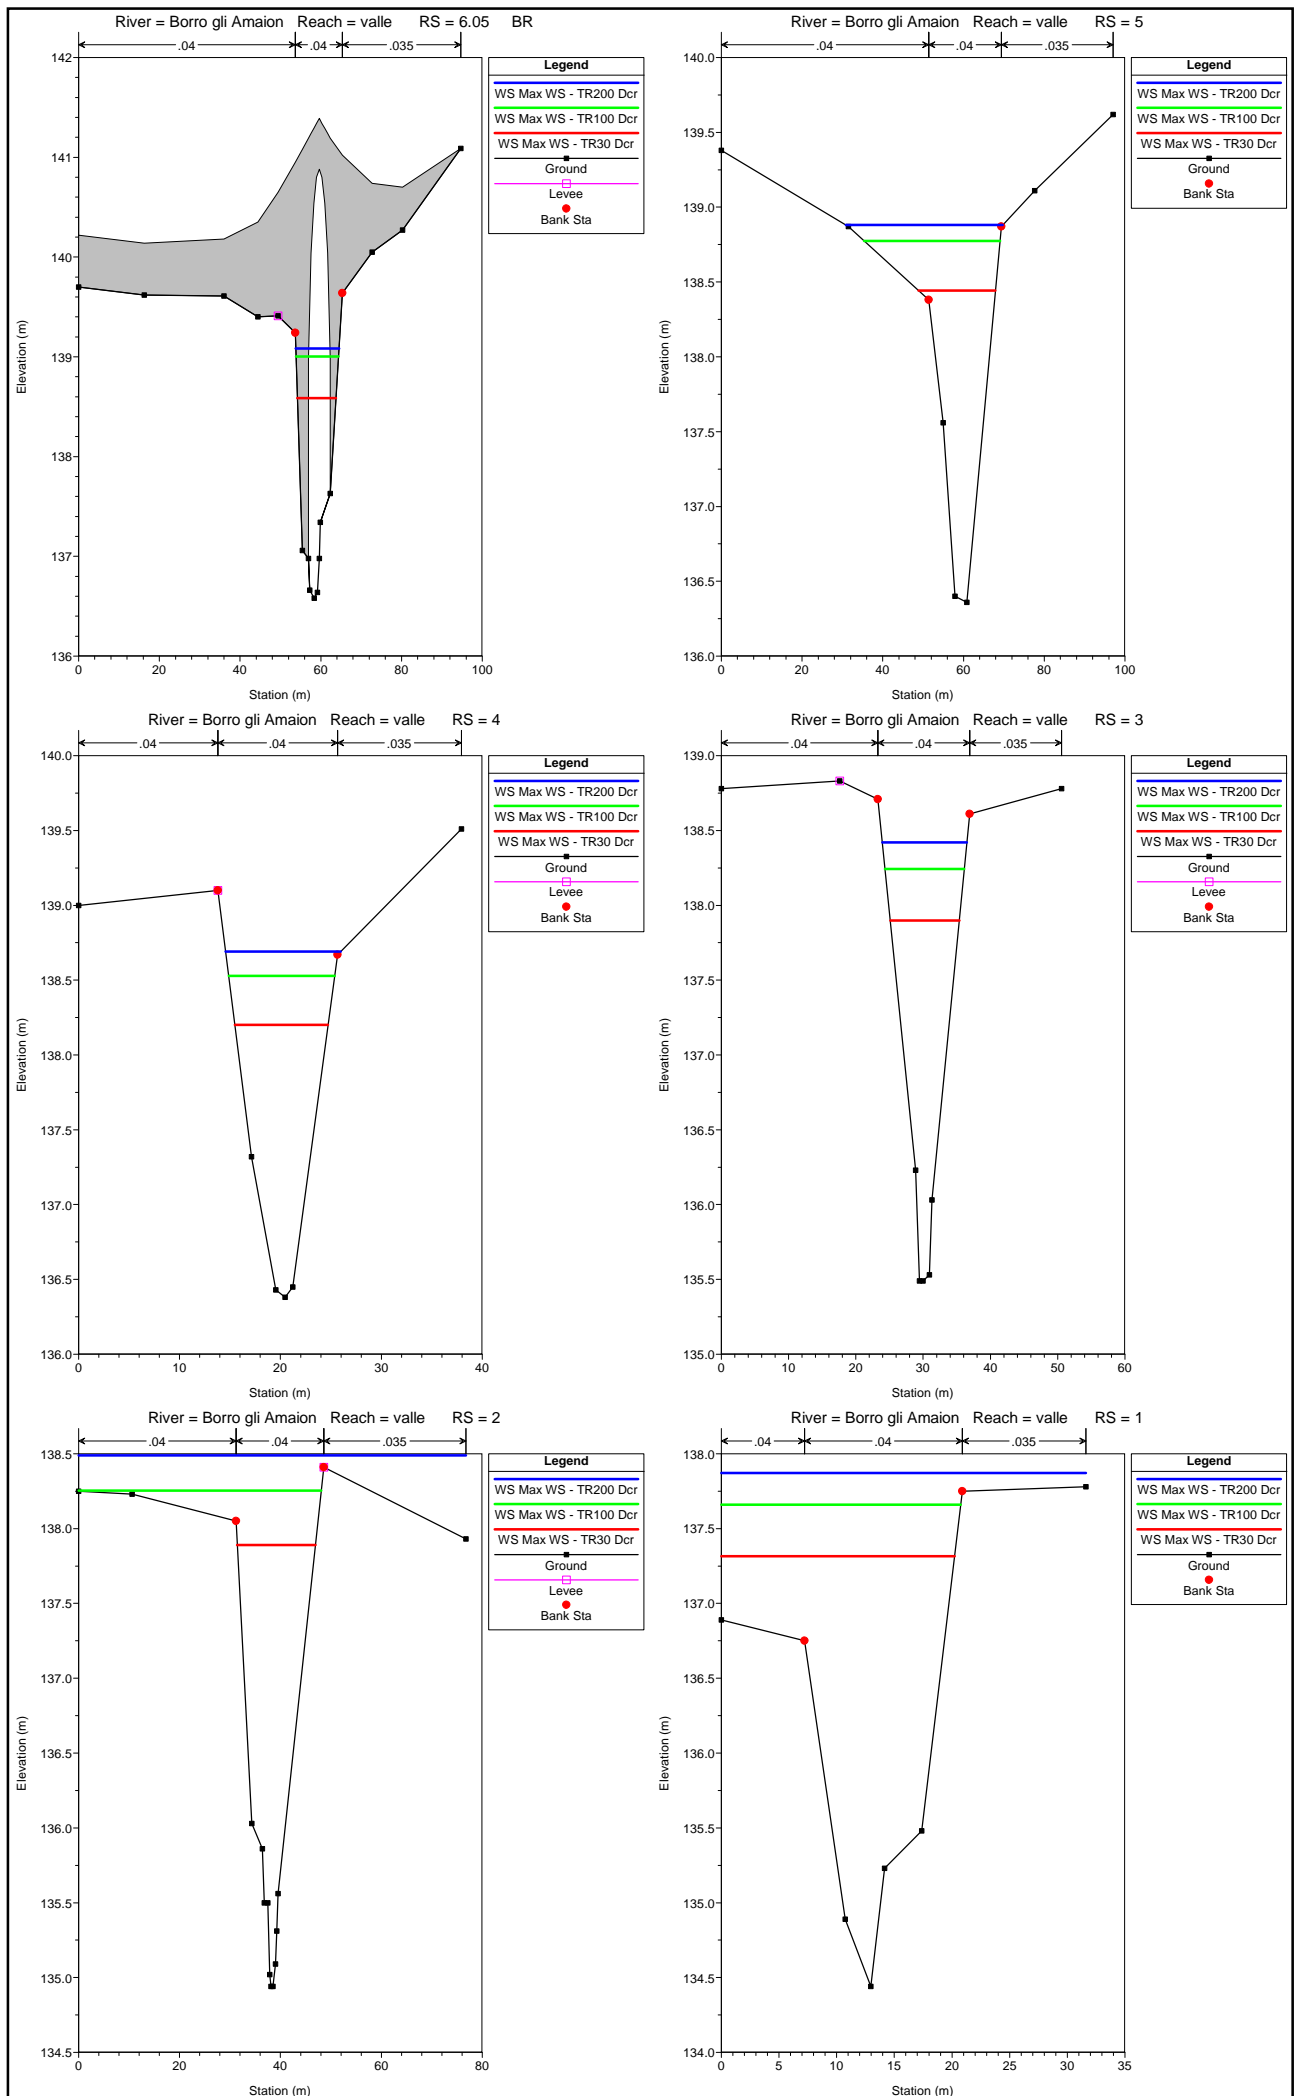 River = Borro gli Amaion Reach = valle RS = 6.05 BR
.04 .04 .035
142
141
140
139
138
137
136
0 20 40 60 80 100
Station (m)
Elevation (m)
Legend
WS Max WS - TR200 Dcr
WS Max WS - TR100 Dcr
WS Max WS - TR30 Dcr
Ground
Levee
Bank Sta
River = Borro gli Amaion Reach = valle RS = 5
.04 .04 .035
140.0
139.5
139.0
138.5
138.0
137.5
137.0
136.5
136.0
0 20 40 60 80 100
Station (m)
Elevation (m)
Legend
WS Max WS - TR200 Dcr
WS Max WS - TR100 Dcr
WS Max WS - TR30 Dcr
Ground
Bank Sta
River = Borro gli Amaion Reach = valle RS = 4
.04 .04 .035
140.0
139.5
139.0
138.5
138.0
137.5
137.0
136.5
136.0
0 10 20 30 40
Station (m)
Elevation (m)
Legend
WS Max WS - TR200 Dcr
WS Max WS - TR100 Dcr
WS Max WS - TR30 Dcr
Ground
Levee
Bank Sta
River = Borro gli Amaion Reach = valle RS = 3
.04 .04 .035
139.0
138.5
138.0
137.5
137.0
136.5
136.0
135.5
135.0
0 10 20 30 40 50 60
Station (m)
Elevation (m)
Legend
WS Max WS - TR200 Dcr
WS Max WS - TR100 Dcr
WS Max WS - TR30 Dcr
Ground
Levee
Bank Sta
River = Borro gli Amaion Reach = valle RS = 2
.04 .04 .035
138.5
138.0
137.5
137.0
136.5
136.0
135.5
135.0
134.5
0 20 40 60 80
Station (m)
Elevation (m)
Legend
WS Max WS - TR200 Dcr
WS Max WS - TR100 Dcr
WS Max WS - TR30 Dcr
Ground
Levee
Bank Sta
River = Borro gli Amaion Reach = valle RS = 1
.04 .04 .035
138.0
137.5
137.0
136.5
136.0
135.5
135.0
134.5
134.0
0 5 10 15 20 25 30 35
Station (m)
Elevation (m)
Legend
WS Max WS - TR200 Dcr
WS Max WS - TR100 Dcr
WS Max WS - TR30 Dcr
Ground
Bank Sta